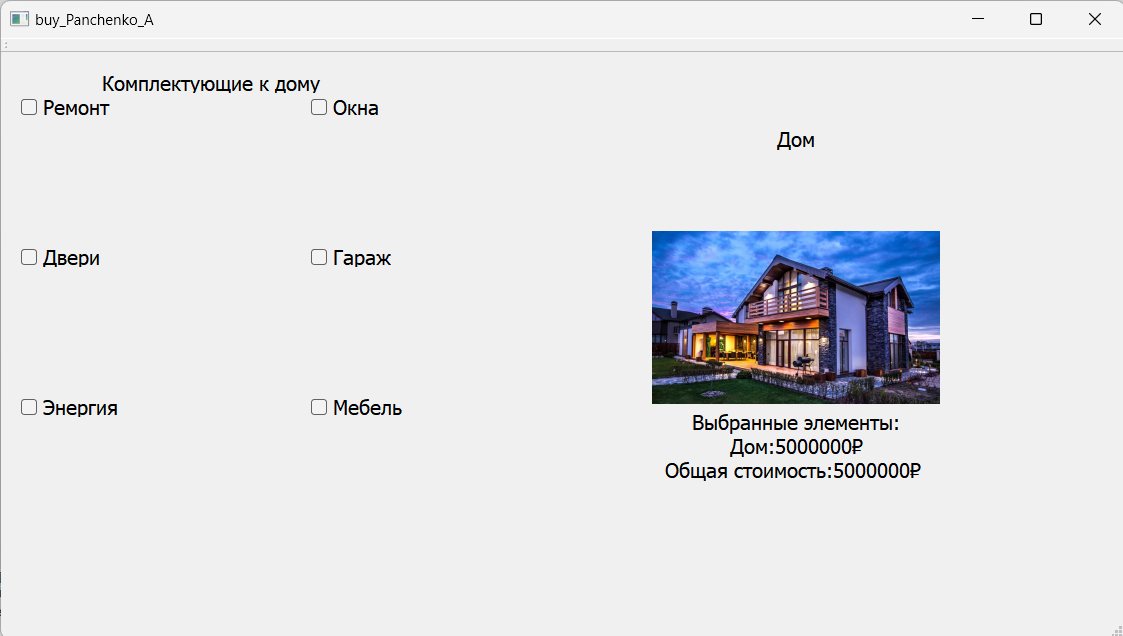 buy_Panchenko_A
Комплектующие к дому
Ремонт
Окна
Дом
Двери
Гараж
Энергия
Мебель
Выбранные элементы:
Дом:5000000₽
Общая стоимость:5000000₽